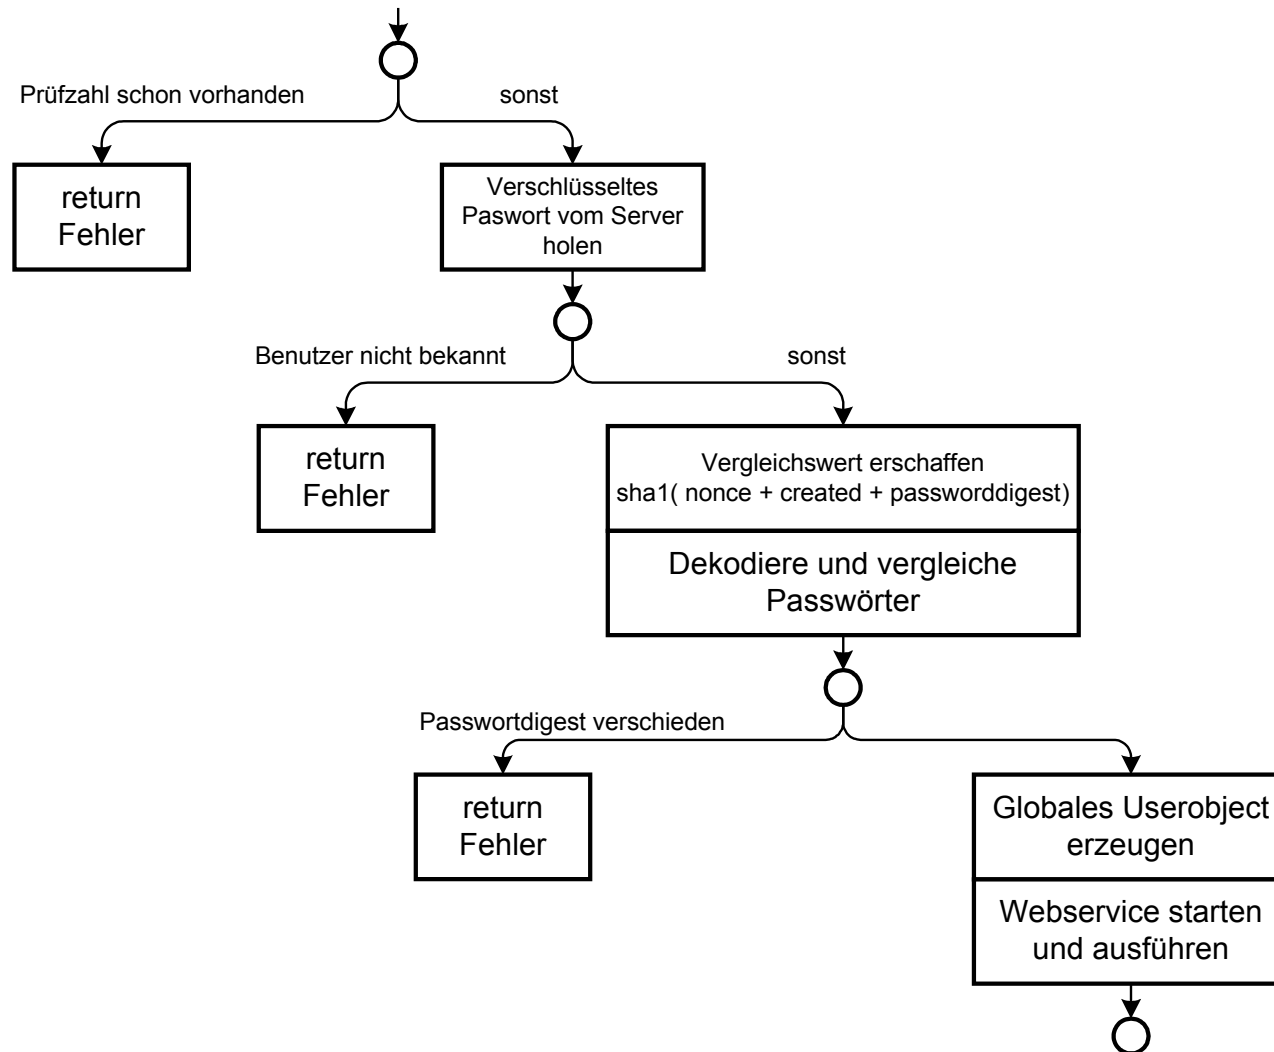 Prüfzahl schon vorhanden
sonst
return
Fehler
Verschlüsseltes
Paswort vom Server
holen
Benutzer nicht bekannt
sonst
return
Fehler
Vergleichswert erschaffen
sha1( nonce + created + passworddigest)
Dekodiere und vergleiche
Passwörter
Passwortdigest verschieden
return
Fehler
Globales Userobject
erzeugen
Webservice starten
und ausführen